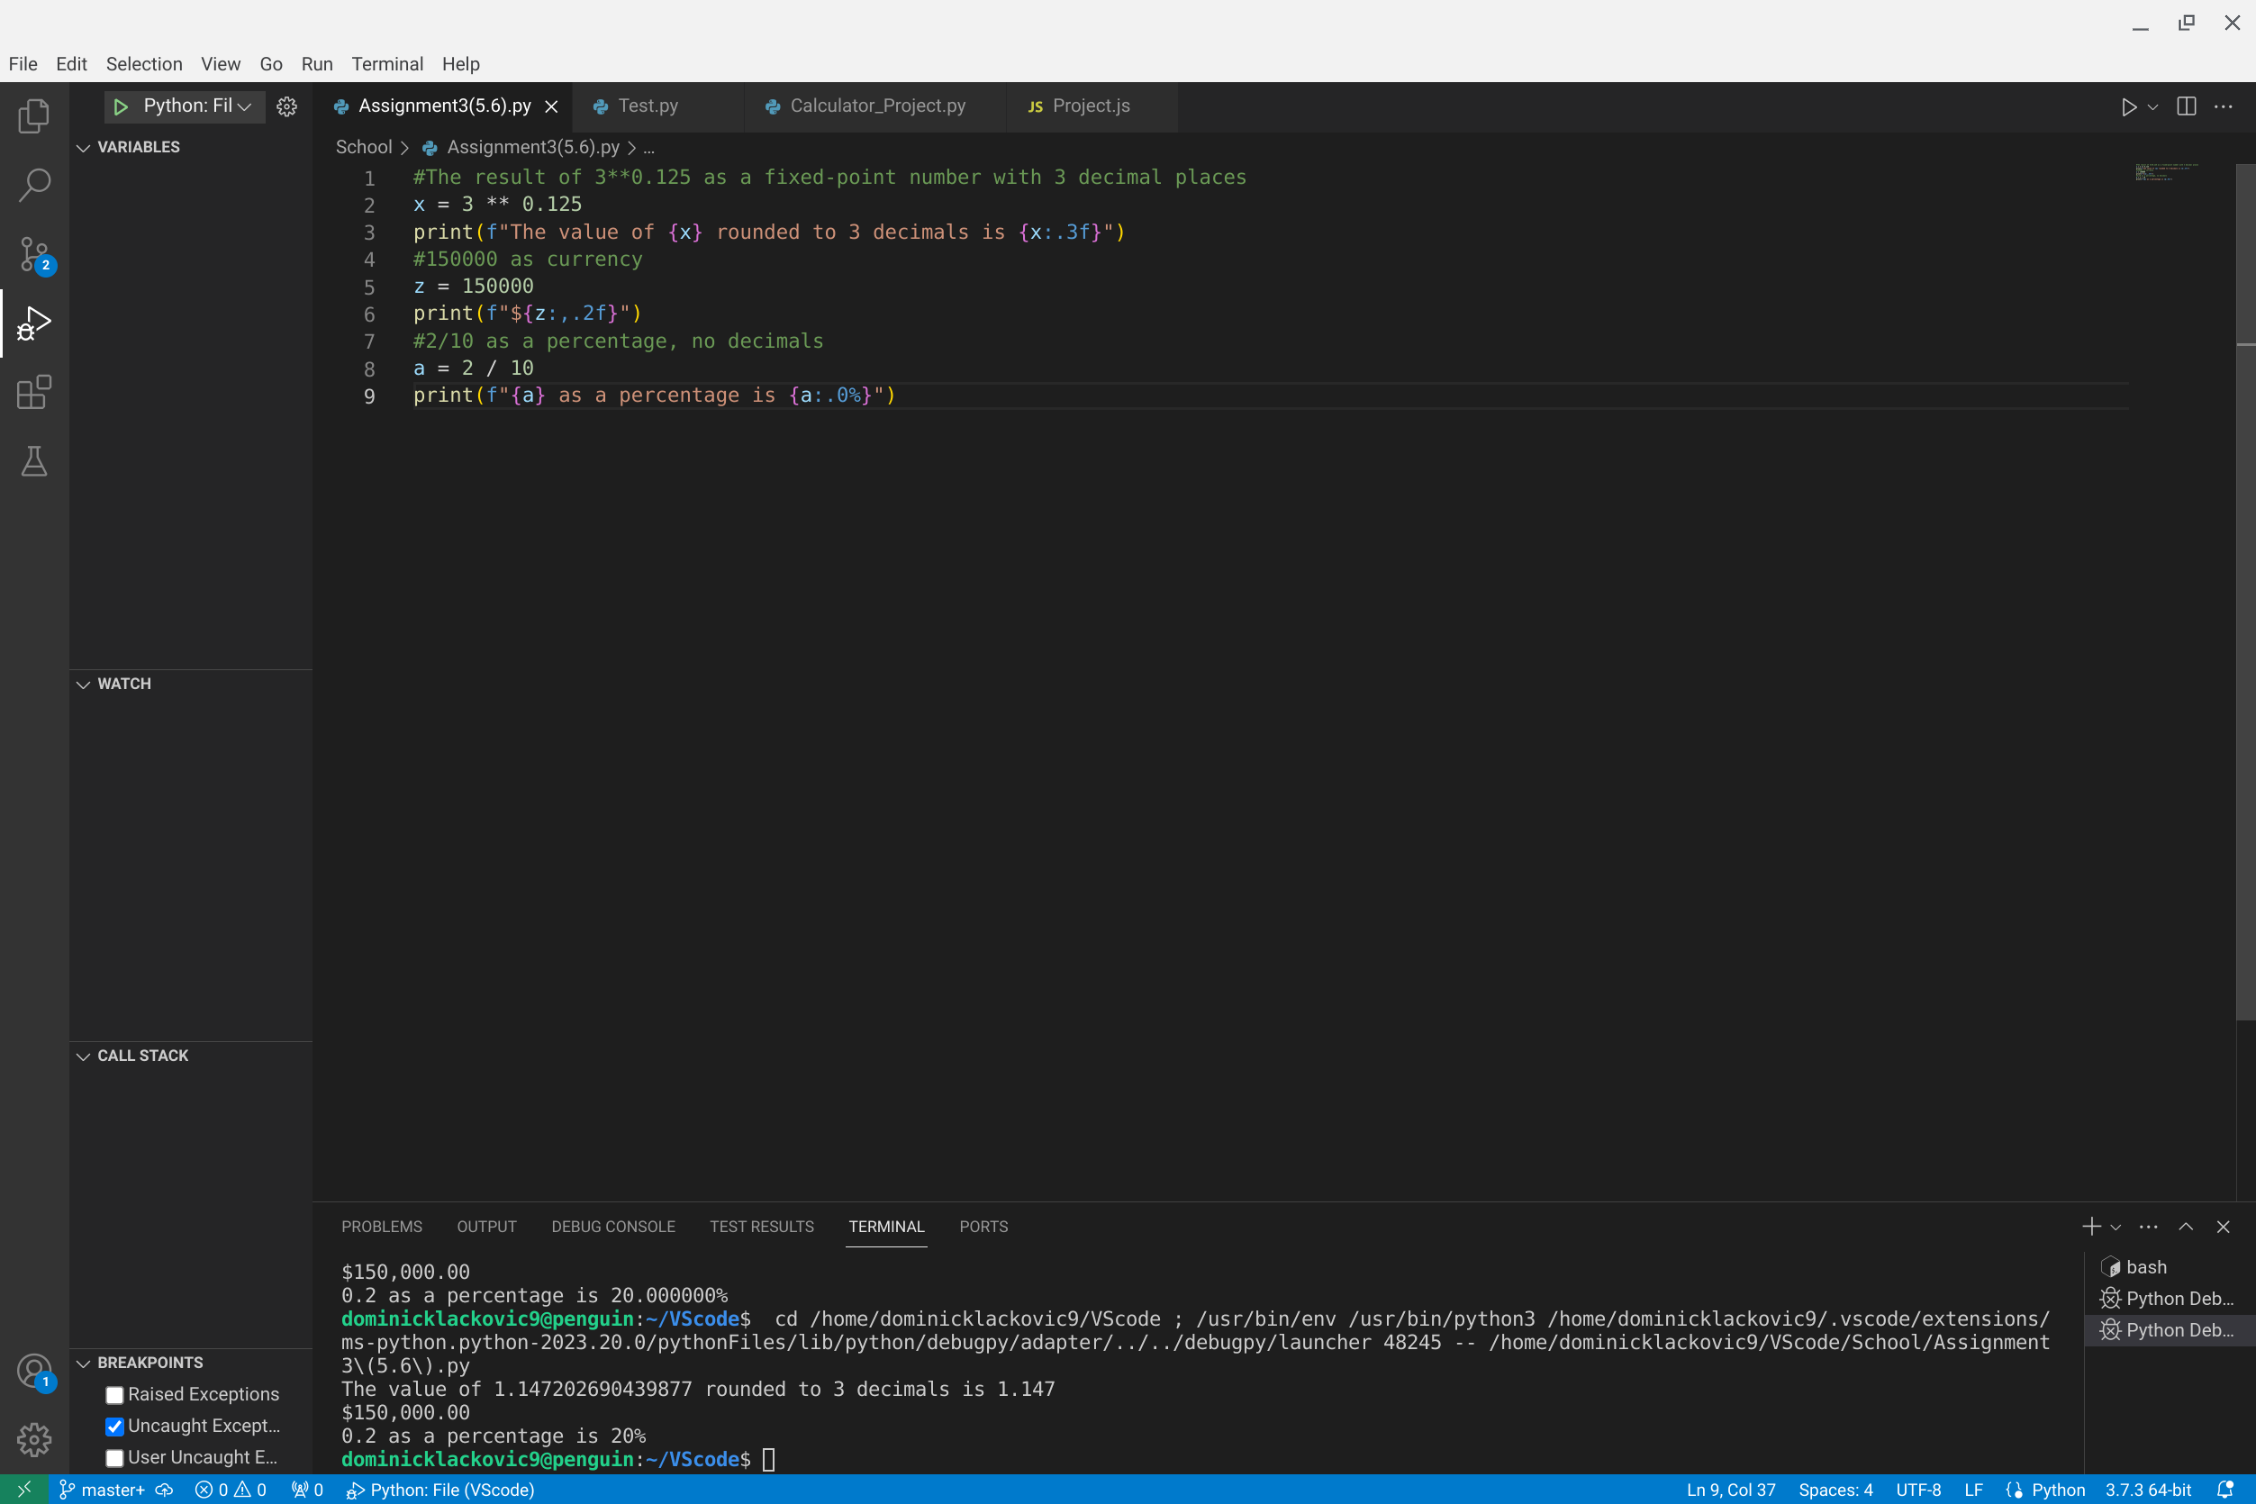 File Edit Selection View Go Run Terminal Help
Python: Fil
Assignment3(5.6).py
Test.py
Calculator_Project.py
JS Project.js
VARIABLES
School > Assignment3(5.6).py > ...
1 #The result of 3**0.125 as a fixed-point number with 3 decimal places
2 x = 3 ** 0.125
3 print(f"The value of {x} rounded to 3 decimals is {x:.3f}")
4 #150000 as currency
5 z = 150000
6 print(f"${z:,.2f}")
7 #2/10 as a percentage, no decimals
8 a = 2 / 10
9 print(f"{a} as a percentage is {a:.0%}")
2
WATCH
CALL STACK
BREAKPOINTS
Raised Exceptions
Uncaught Except...
User Uncaught E...
1
PROBLEMS OUTPUT DEBUG CONSOLE TEST RESULTS TERMINAL PORTS
$150,000.00
0.2 as a percentage is 20.000000%
dominicklackovic9@penguin:~/VScode$  cd /home/dominicklackovic9/VScode ; /usr/bin/env /usr/bin/python3 /home/dominicklackovic9/.vscode/extensions/
ms-python.python-2023.20.0/pythonFiles/lib/python/debugpy/adapter/../../debugpy/launcher 48245 -- /home/dominicklackovic9/VScode/School/Assignment
3\(5.6\).py
The value of 1.147202690439877 rounded to 3 decimals is 1.147
$150,000.00
0.2 as a percentage is 20%
dominicklackovic9@penguin:~/VScode$
bash
Python Deb...
Python Deb...
master+ 0 0 0 Python: File (VScode) Ln 9, Col 37 Spaces: 4 UTF-8 LF Python 3.7.3 64-bit